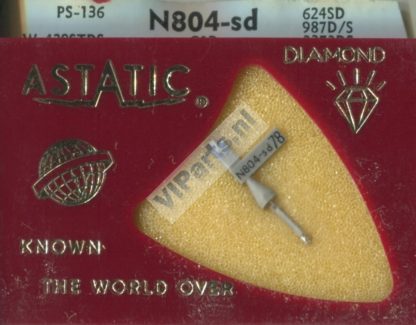 PS-136 N804-sd 624SD
987D/S
ASTATIC ®
DIAMOND
N804-sd 78
VIParts.nl
KNOWN
THE WORLD OVER